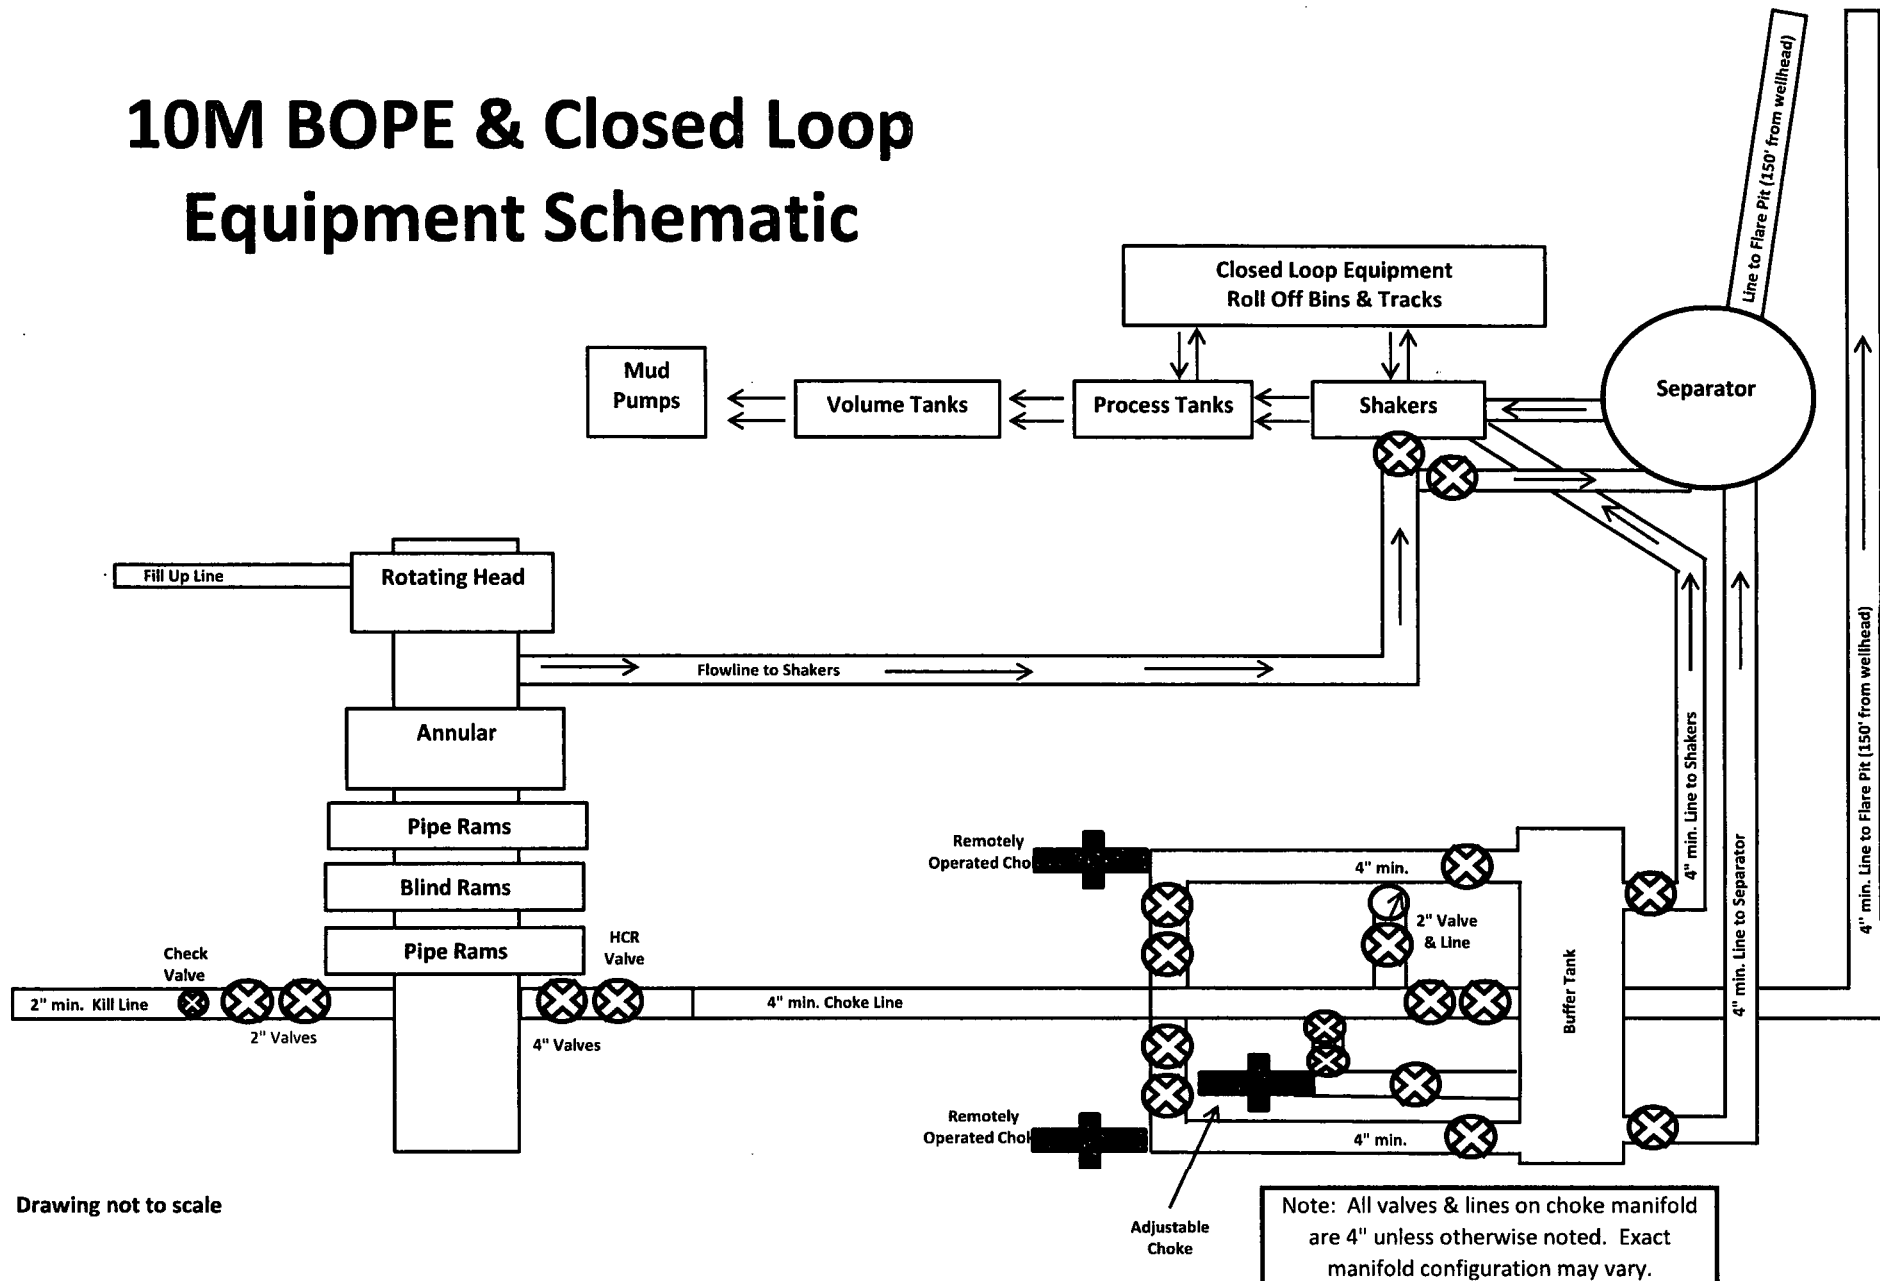 10M BOPE & Closed Loop
Equipment Schematic
Line to Flare Pit (150' from wellhead)
Closed Loop Equipment
Roll Off Bins & Tracks
Mud
Pumps
Volume Tanks
Process Tanks
Shakers
Separator
Fill Up Line
Rotating Head
Flowline to Shakers
Annular
4" min. Line to Shakers
4" min. Line to Separator
4" min. Line to Flare Pit (150' from wellhead)
Pipe Rams
Blind Rams
Pipe Rams
Remotely
Operated
4" min.
2" Valve
& Line
Check
Valve
HCR
Valve
2" min. Kill Line
4" min. Choke Line
Buffer Tank
2" Valves
4" Valves
Remotely
Operated
4" min.
Adjustable
Choke
Drawing not to scale
Note: All valves & lines on choke manifold
are 4" unless otherwise noted. Exact
manifold configuration may vary.